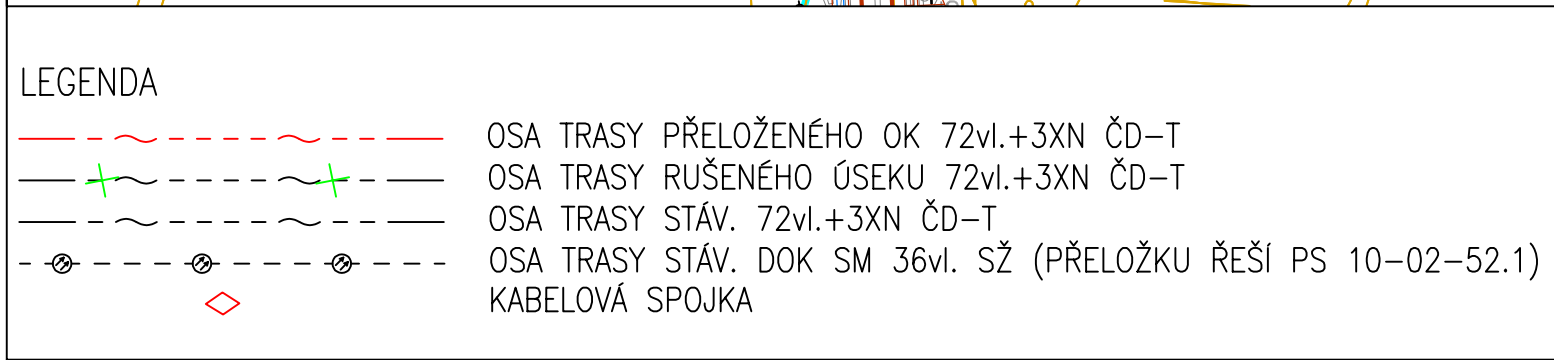 LEGENDA
OSA TRASY PŘELOŽENÉHO OK 72vl.+3XN ČD-T
OSA TRASY RUŠENÉHO ÚSEKU 72vl.+3XN ČD-T
OSA TRASY STÁV. 72vl.+3XN ČD-T
OSA TRASY STÁV. DOK SM 36vl. SŽ (PŘELOŽKU ŘEŠÍ PS 10-02-52.1)
KABELOVÁ SPOJKA